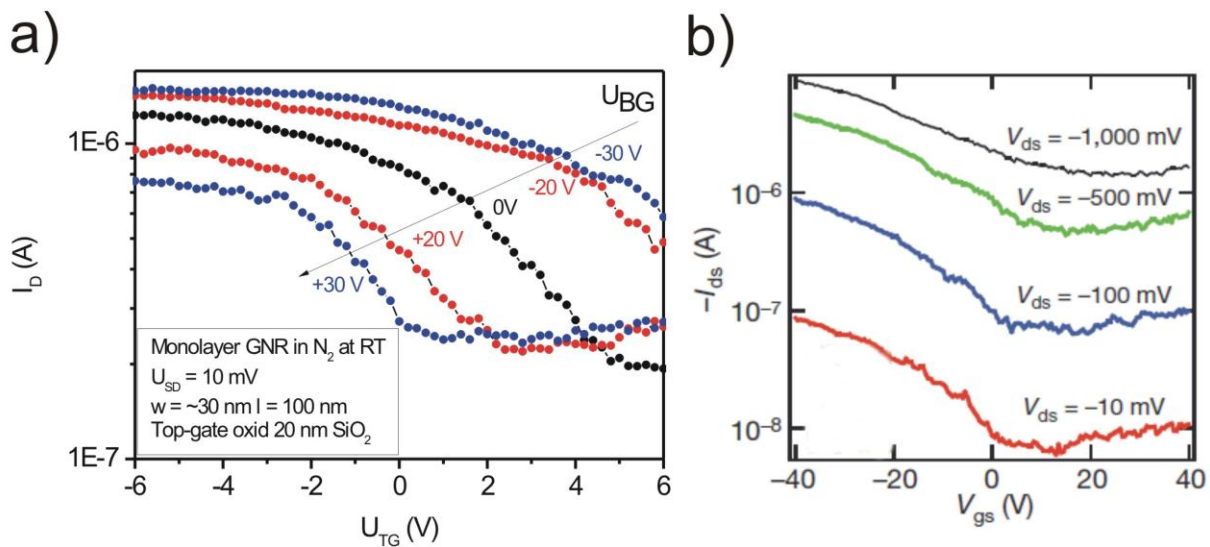 a)
U_BG
1E-6
-30 V
-20 V
0V
+20 V
+30 V
I_D (A)
Monolayer GNR in N_2 at RT
U_SD = 10 mV
w = ~30 nm l = 100 nm
Top-gate oxid 20 nm SiO_2
1E-7
-6 -4 -2 0 2 4 6
U_TG (V)
b)
V_ds = –1,000 mV
10^–6
V_ds = –500 mV
–I_ds (A)
V_ds = –100 mV
10^–7
V_ds = –10 mV
10^–8
–40 –20 0 20 40
V_gs (V)